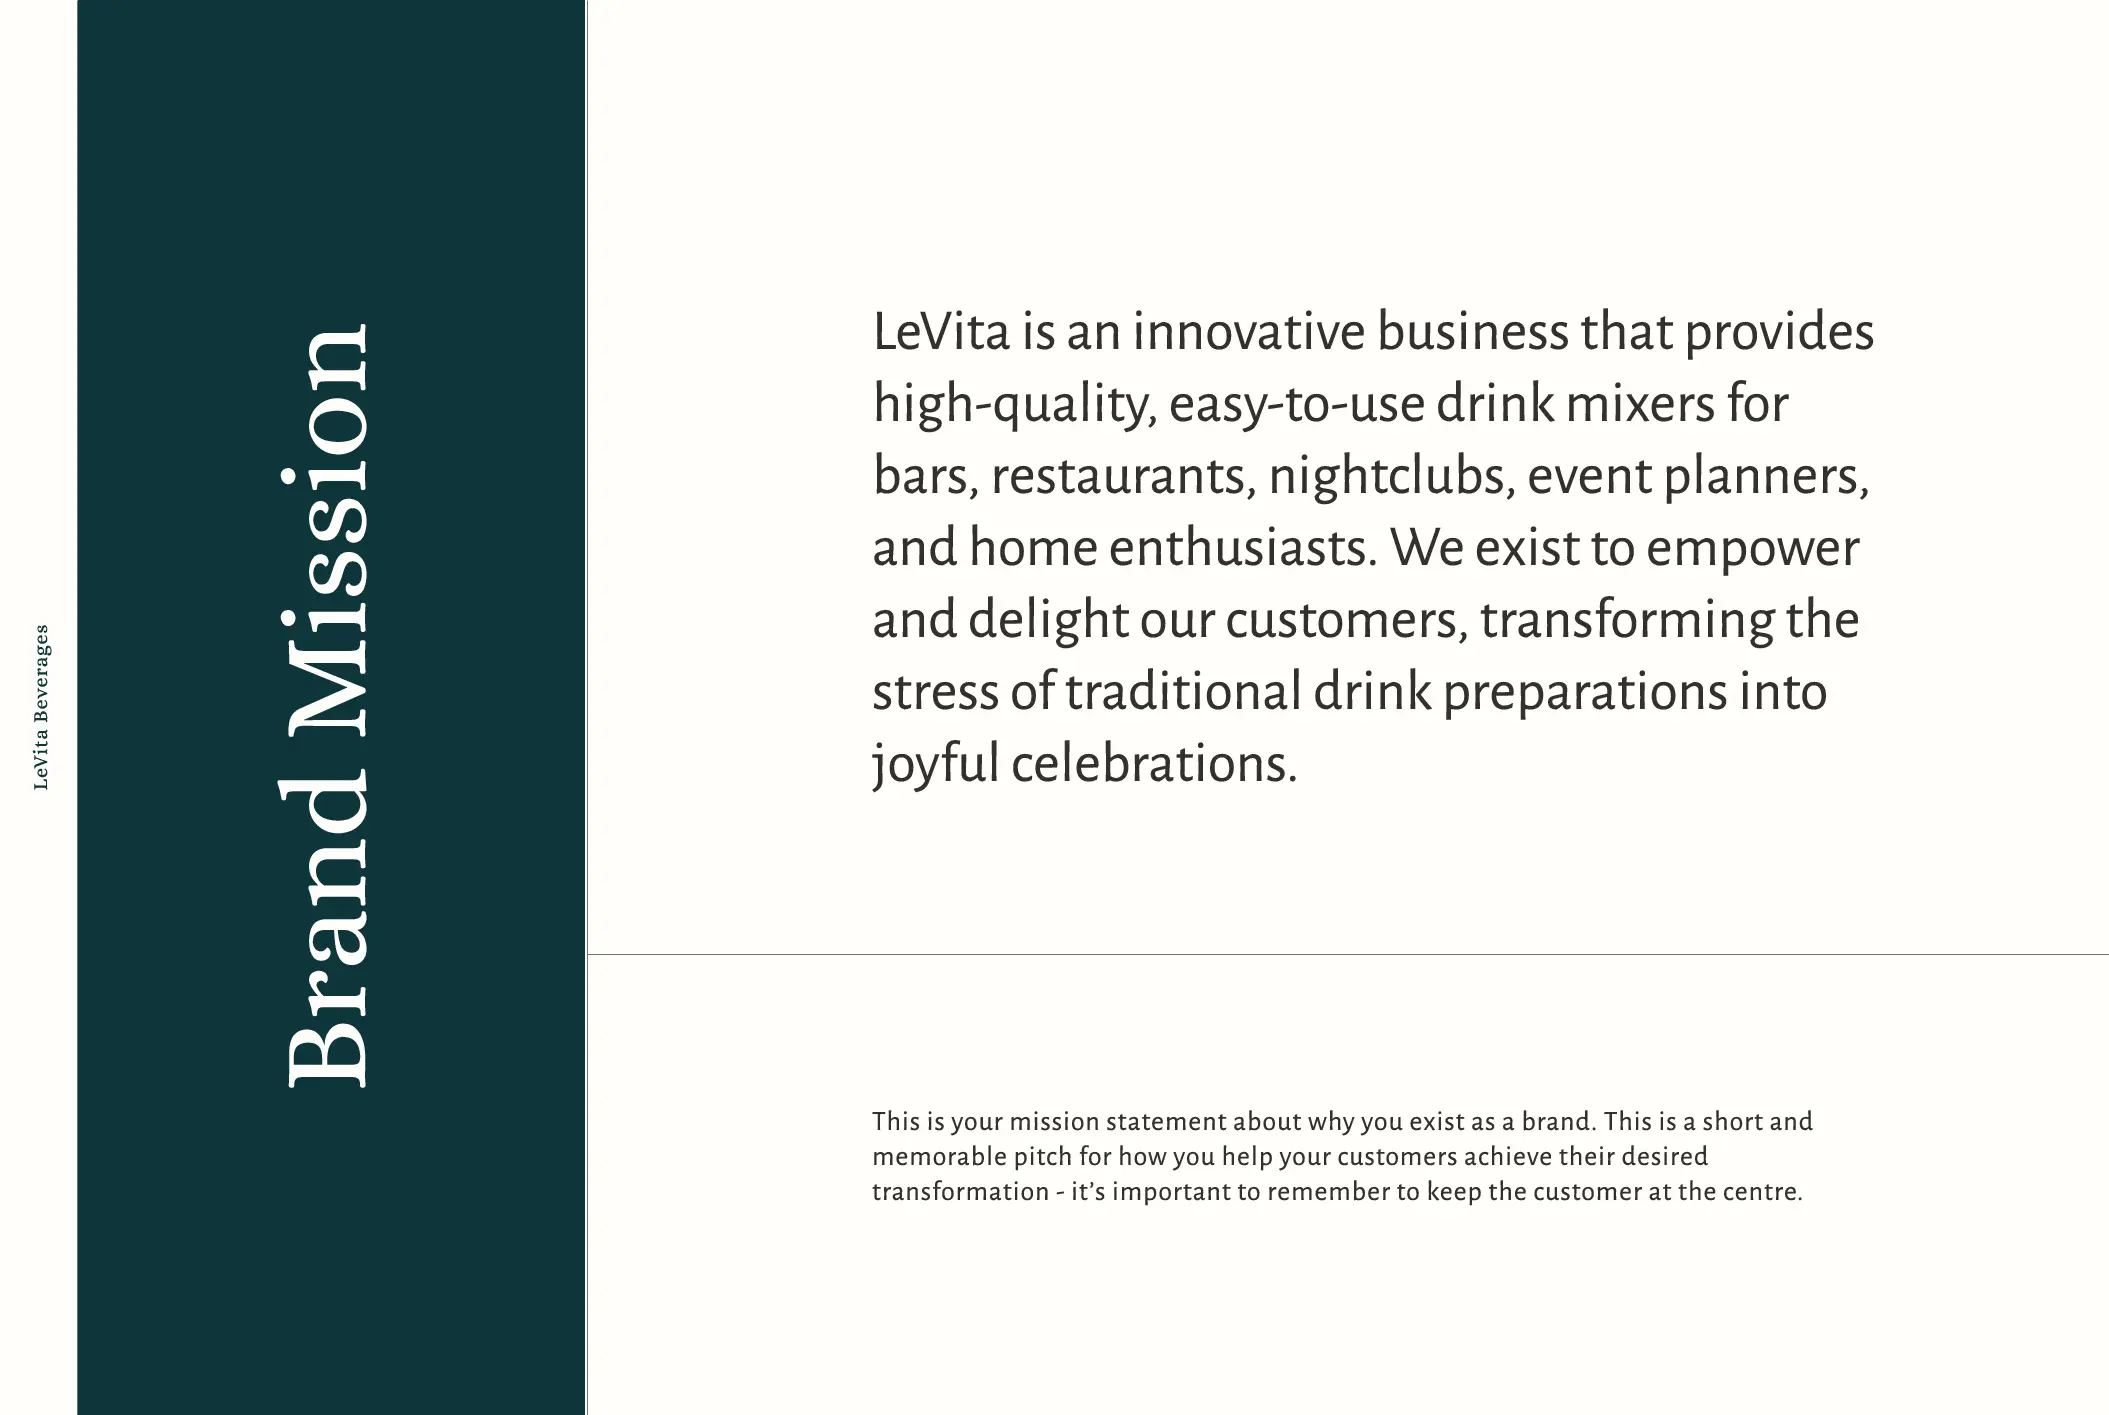 LeVita Beverages
Brand Mission
LeVita is an innovative business that provides
high-quality, easy-to-use drink mixers for
bars, restaurants, nightclubs, event planners,
and home enthusiasts. We exist to empower
and delight our customers, transforming the
stress of traditional drink preparations into
joyful celebrations.
This is your mission statement about why you exist as a brand. This is a short and
memorable pitch for how you help your customers achieve their desired
transformation - it’s important to remember to keep the customer at the centre.